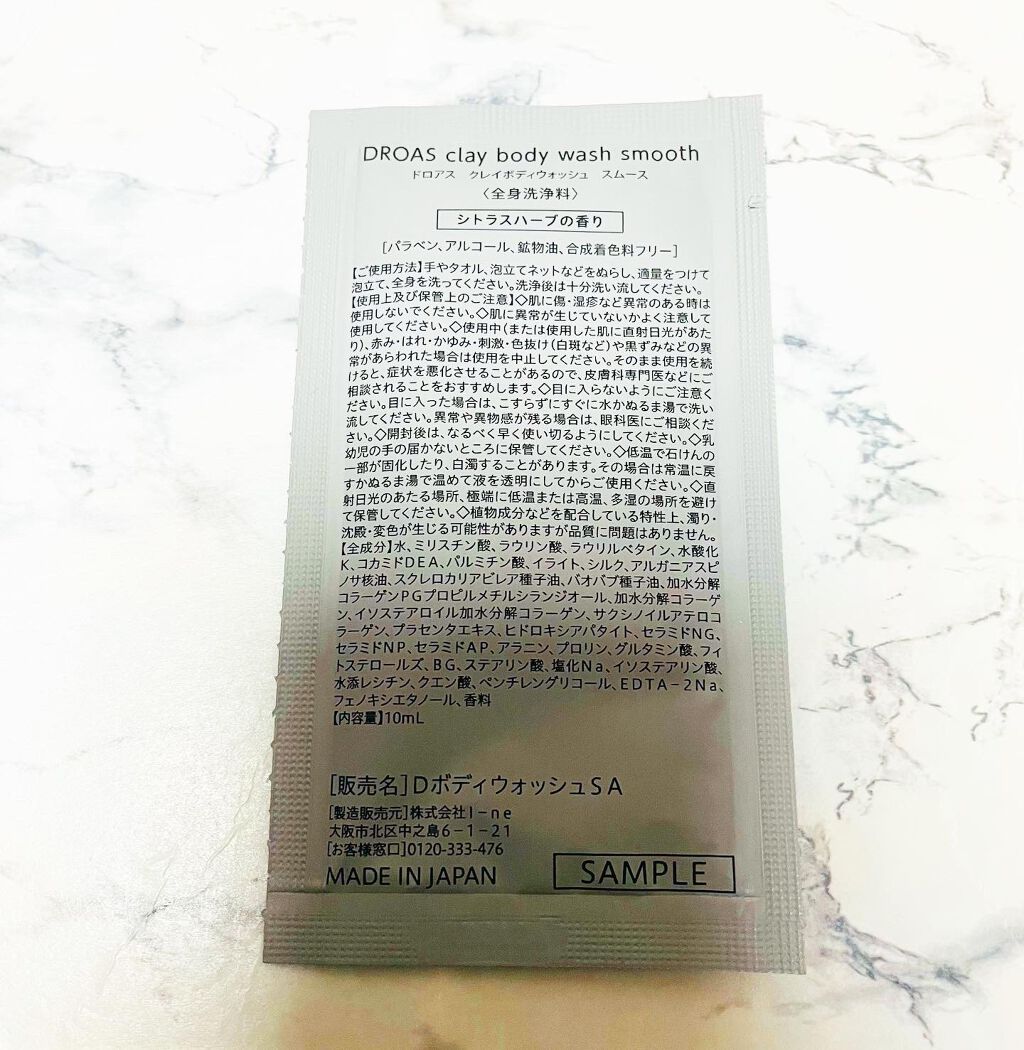 DROAS clay body wash smooth
ドロアス クレイボディウォッシュ スムース
〈全身洗浄料〉
シトラスハーブの香り
[パラベン、アルコール、鉱物油、合成着色料フリー]
【ご使用方法】手やタオル、泡立てネットなどをぬらし、適量をつけて
泡立て、全身を洗ってください。洗浄後は十分洗い流してください。
【使用上及び保管上のご注意】◇肌に傷・湿疹など異常のある時は
使用しないでください。◇肌に異常が生じていないかよく注意して
使用してください。◇使用中(または使用した肌に直射日光があた
り)、赤み・はれ・かゆみ・刺激・色抜け(白斑など)や黒ずみなどの異
常があらわれた場合は使用を中止してください。そのまま使用を続
けると、症状を悪化させることがあるので、皮膚科専門医などにご
相談されることをおすすめします。◇目に入らないようにご注意く
ださい。目に入った場合は、こすらずにすぐに水かぬるま湯で洗い
流してください。異常や異物感が残る場合は、眼科医にご相談くだ
さい。◇開封後は、なるべく早く使い切るようにしてください。◇乳
幼児の手の届かないところに保管してください。◇低温で石けんの
一部が固化したり、白濁することがあります。その場合は常温に戻
すかぬるま湯で温めて液を透明にしてからご使用ください。◇直
射日光のあたる場所、極端に低温または高温、多湿の場所を避け
て保管してください。◇植物成分などを配合している特性上、濁り・
沈殿・変色が生じる可能性がありますが品質に問題はありません。
【全成分】水、ミリスチン酸、ラウリン酸、ラウリルベタイン、水酸化
K、コカミドDEA、パルミチン酸、イライト、シルク、アルガニアスピ
ノサ核油、スクレロカリアビレア種子油、バオバブ種子油、加水分解
コラーゲンPGプロピルメチルシランジオール、加水分解コラーゲ
ン、イソステアロイル加水分解コラーゲン、サクシノイルアテロコ
ラーゲン、プラセンタエキス、ヒドロキシアパタイト、セラミドNG、
セラミドNP、セラミドAP、アラニン、プロリン、グルタミン酸、フィ
トステロールズ、BG、ステアリン酸、塩化Na、イソステアリン酸、
水添レシチン、クエン酸、ペンチレングリコール、EDTA－2Na、
フェノキシエタノール、香料
【内容量】10mL
[販売名]DボディウォッシュSA
[製造販売元]株式会社I－ne
大阪市北区中之島6－1－21
[お客様窓口]0120-333-476
MADE IN JAPAN
SAMPLE